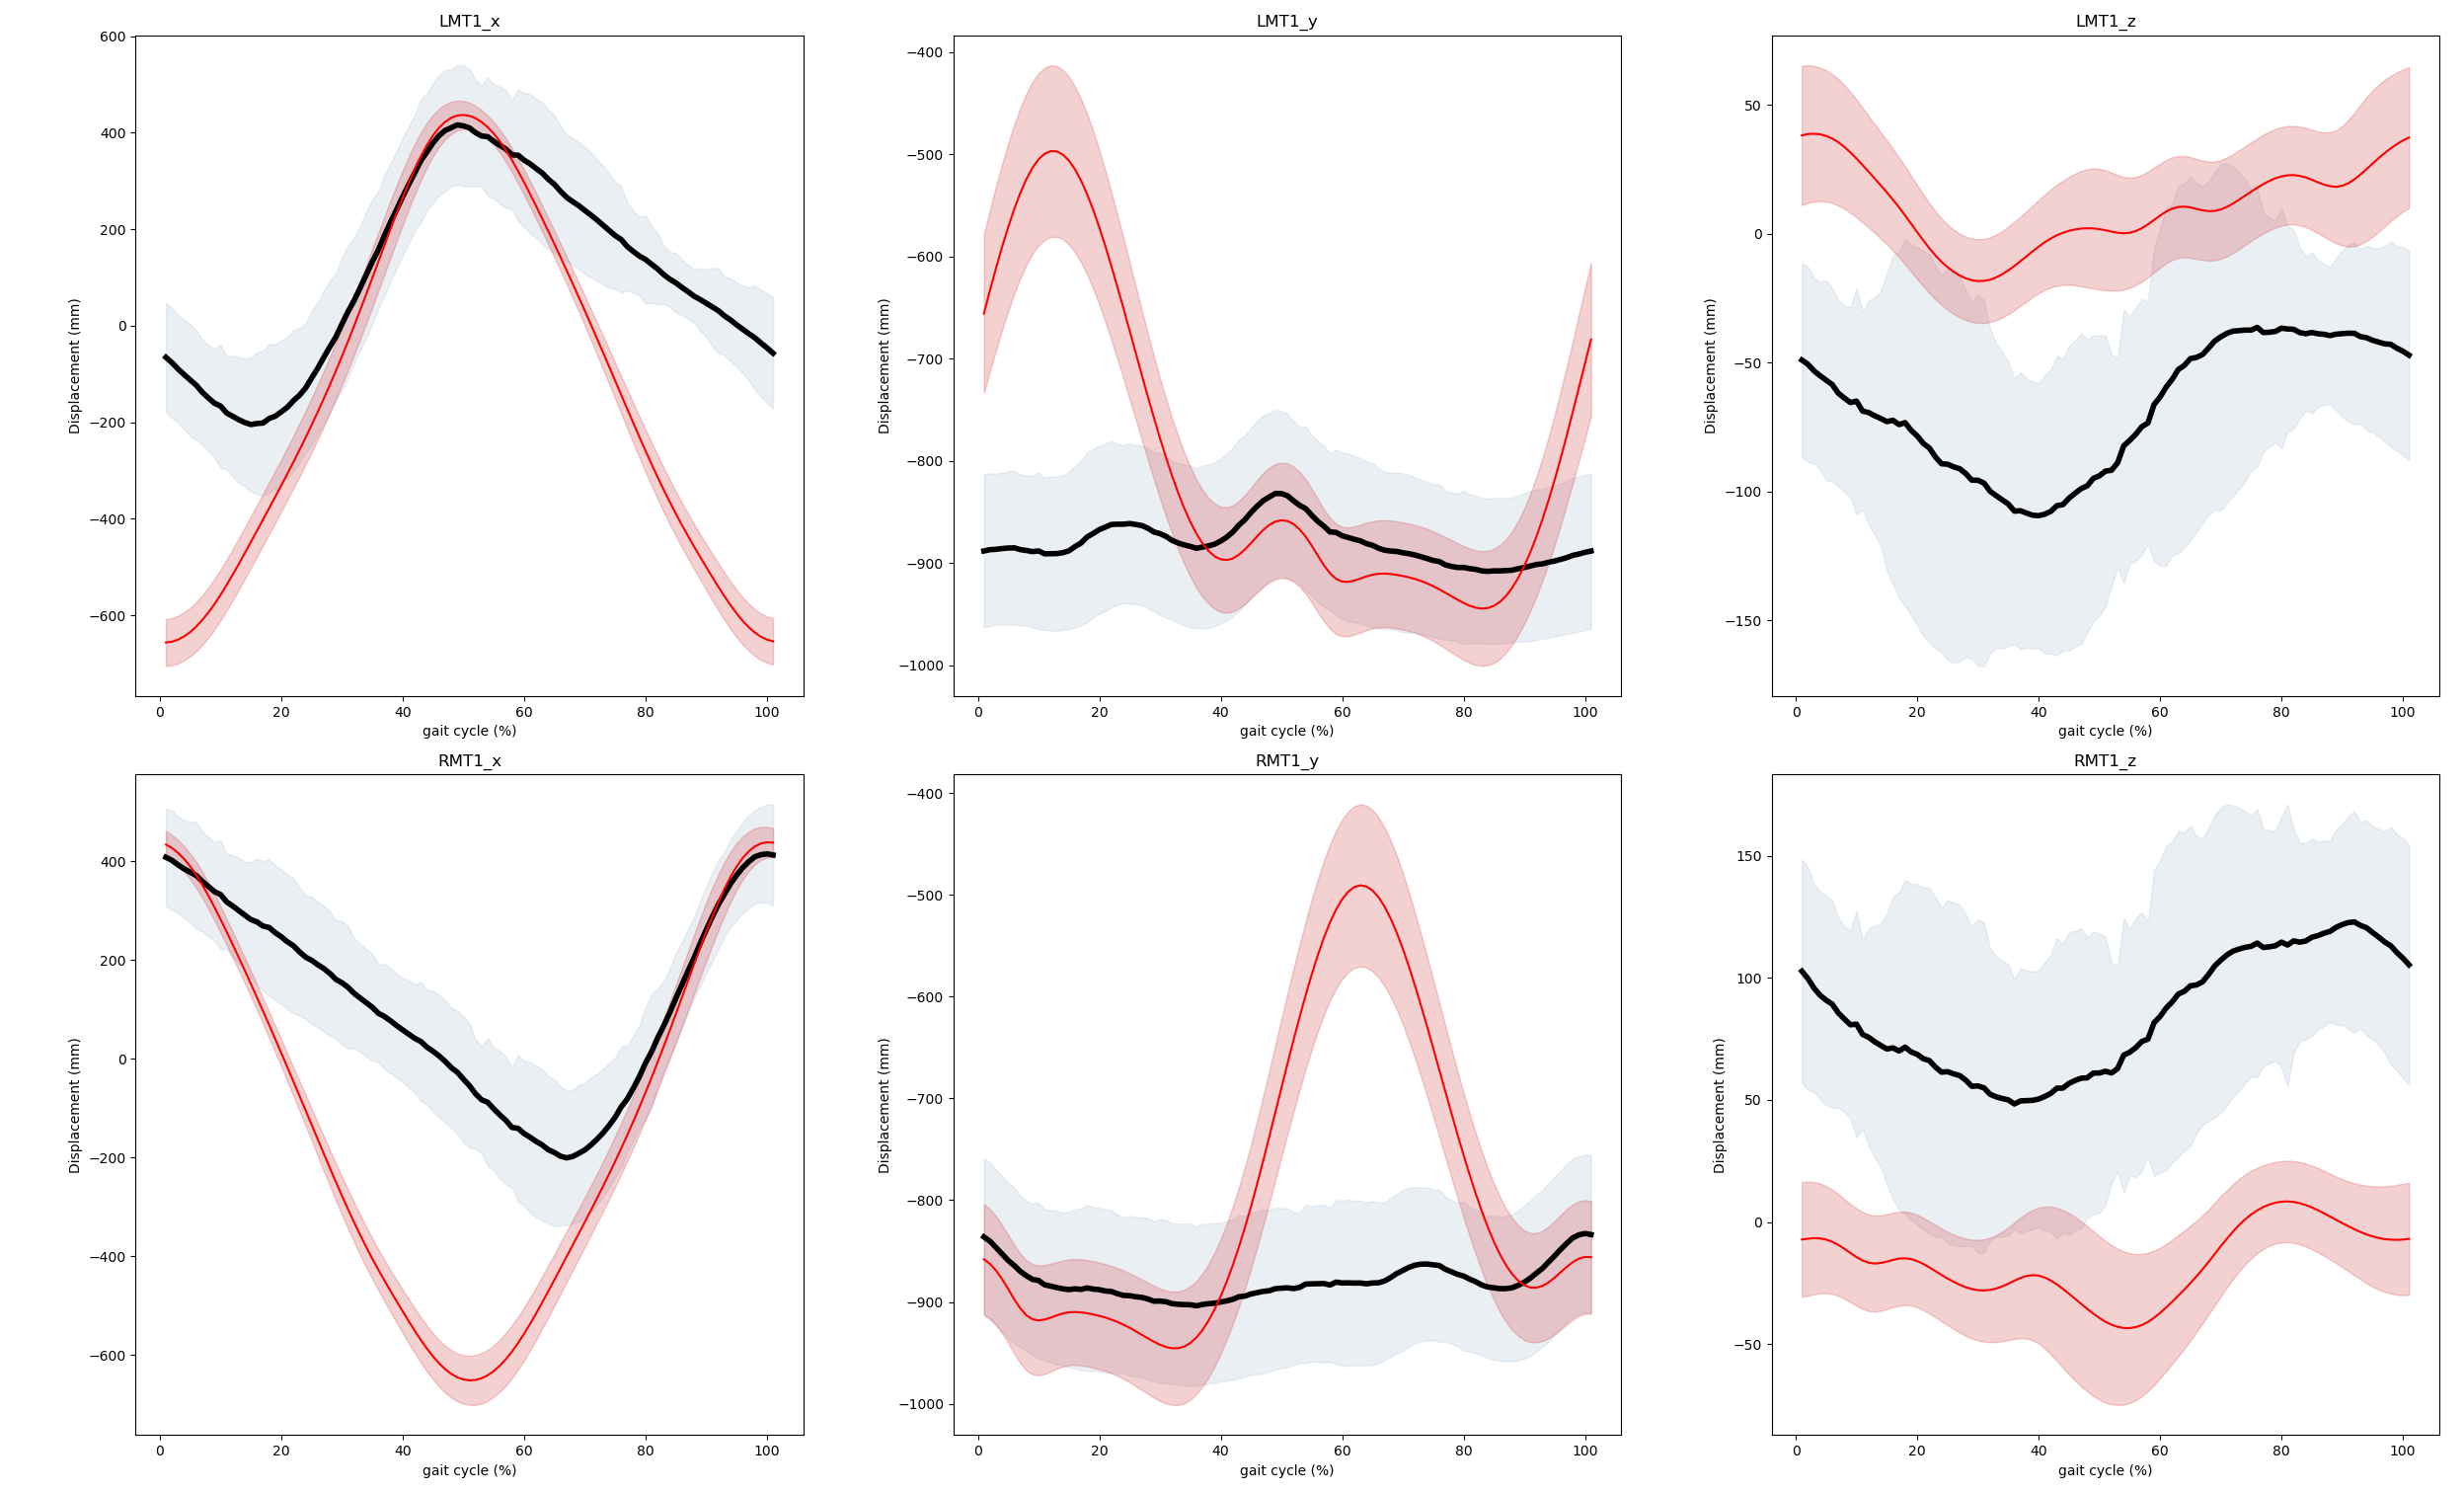 LMT1_x
Displacement (mm)
600
400
200
0
−200
−400
−600
0 20 40 60 80 100
gait cycle (%)
LMT1_y
Displacement (mm)
−400
−500
−600
−700
−800
−900
−1000
0 20 40 60 80 100
gait cycle (%)
LMT1_z
Displacement (mm)
50
0
−50
−100
−150
0 20 40 60 80 100
gait cycle (%)
RMT1_x
Displacement (mm)
400
200
0
−200
−400
−600
0 20 40 60 80 100
gait cycle (%)
RMT1_y
Displacement (mm)
−400
−500
−600
−700
−800
−900
−1000
0 20 40 60 80 100
gait cycle (%)
RMT1_z
Displacement (mm)
150
100
50
0
−50
0 20 40 60 80 100
gait cycle (%)